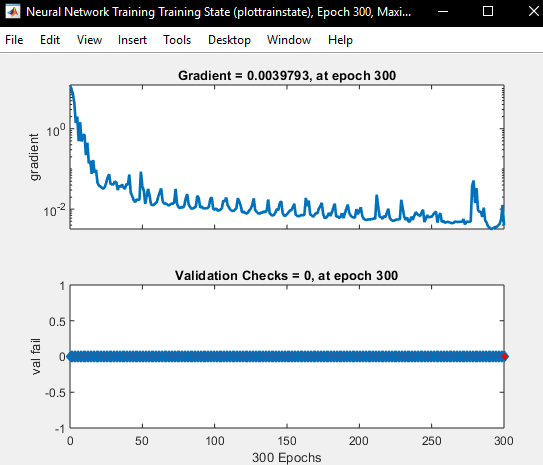 Neural Network Training Training State (plottrainstate), Epoch 300, Maxi...
File Edit View Insert Tools Desktop Window Help
Gradient = 0.0039793, at epoch 300
gradient
10^0
10^-2
Validation Checks = 0, at epoch 300
val fail
1
0.5
0
-0.5
-1
0 50 100 150 200 250 300
300 Epochs